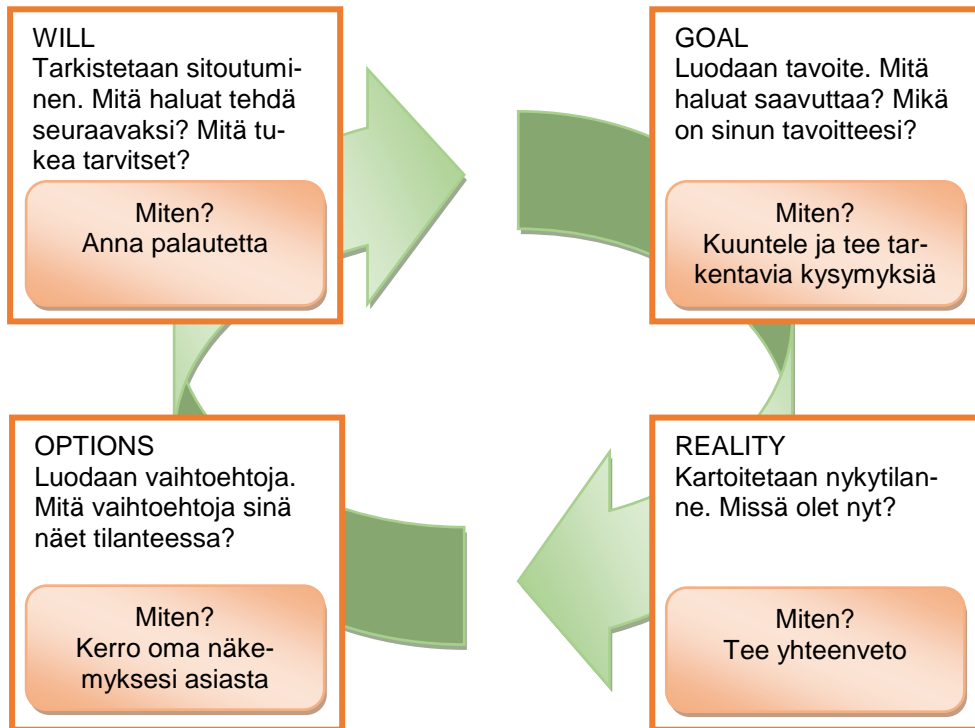 WILL
Tarkistetaan sitoutumi-
nen. Mitä haluat tehdä
seuraavaksi? Mitä tu-
kea tarvitset?
Miten?
Anna palautetta
GOAL
Luodaan tavoite. Mitä
haluat saavuttaa? Mikä
on sinun tavoitteesi?
Miten?
Kuuntele ja tee tar-
kentavia kysymyksiä
OPTIONS
Luodaan vaihtoehtoja.
Mitä vaihtoehtoja sinä
näet tilanteessa?
Miten?
Kerro oma näke-
myksesi asiasta
REALITY
Kartoitetaan nykytilan-
ne. Missä olet nyt?
Miten?
Tee yhteenveto